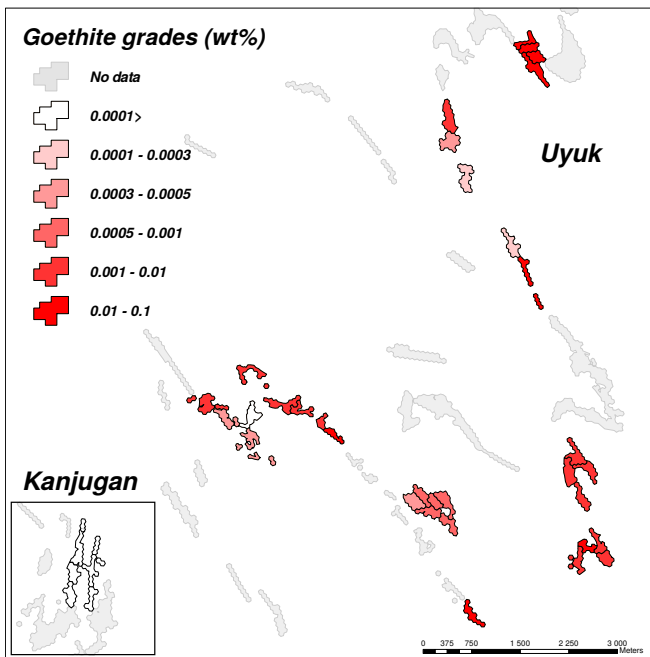 Goethite grades (wt%)
No data
0.0001>
0.0001 - 0.0003
0.0003 - 0.0005
0.0005 - 0.001
0.001 - 0.01
0.01 - 0.1
Uyuk
Kanjugan
0 375 750 1 500 2 250 3 000
Meters